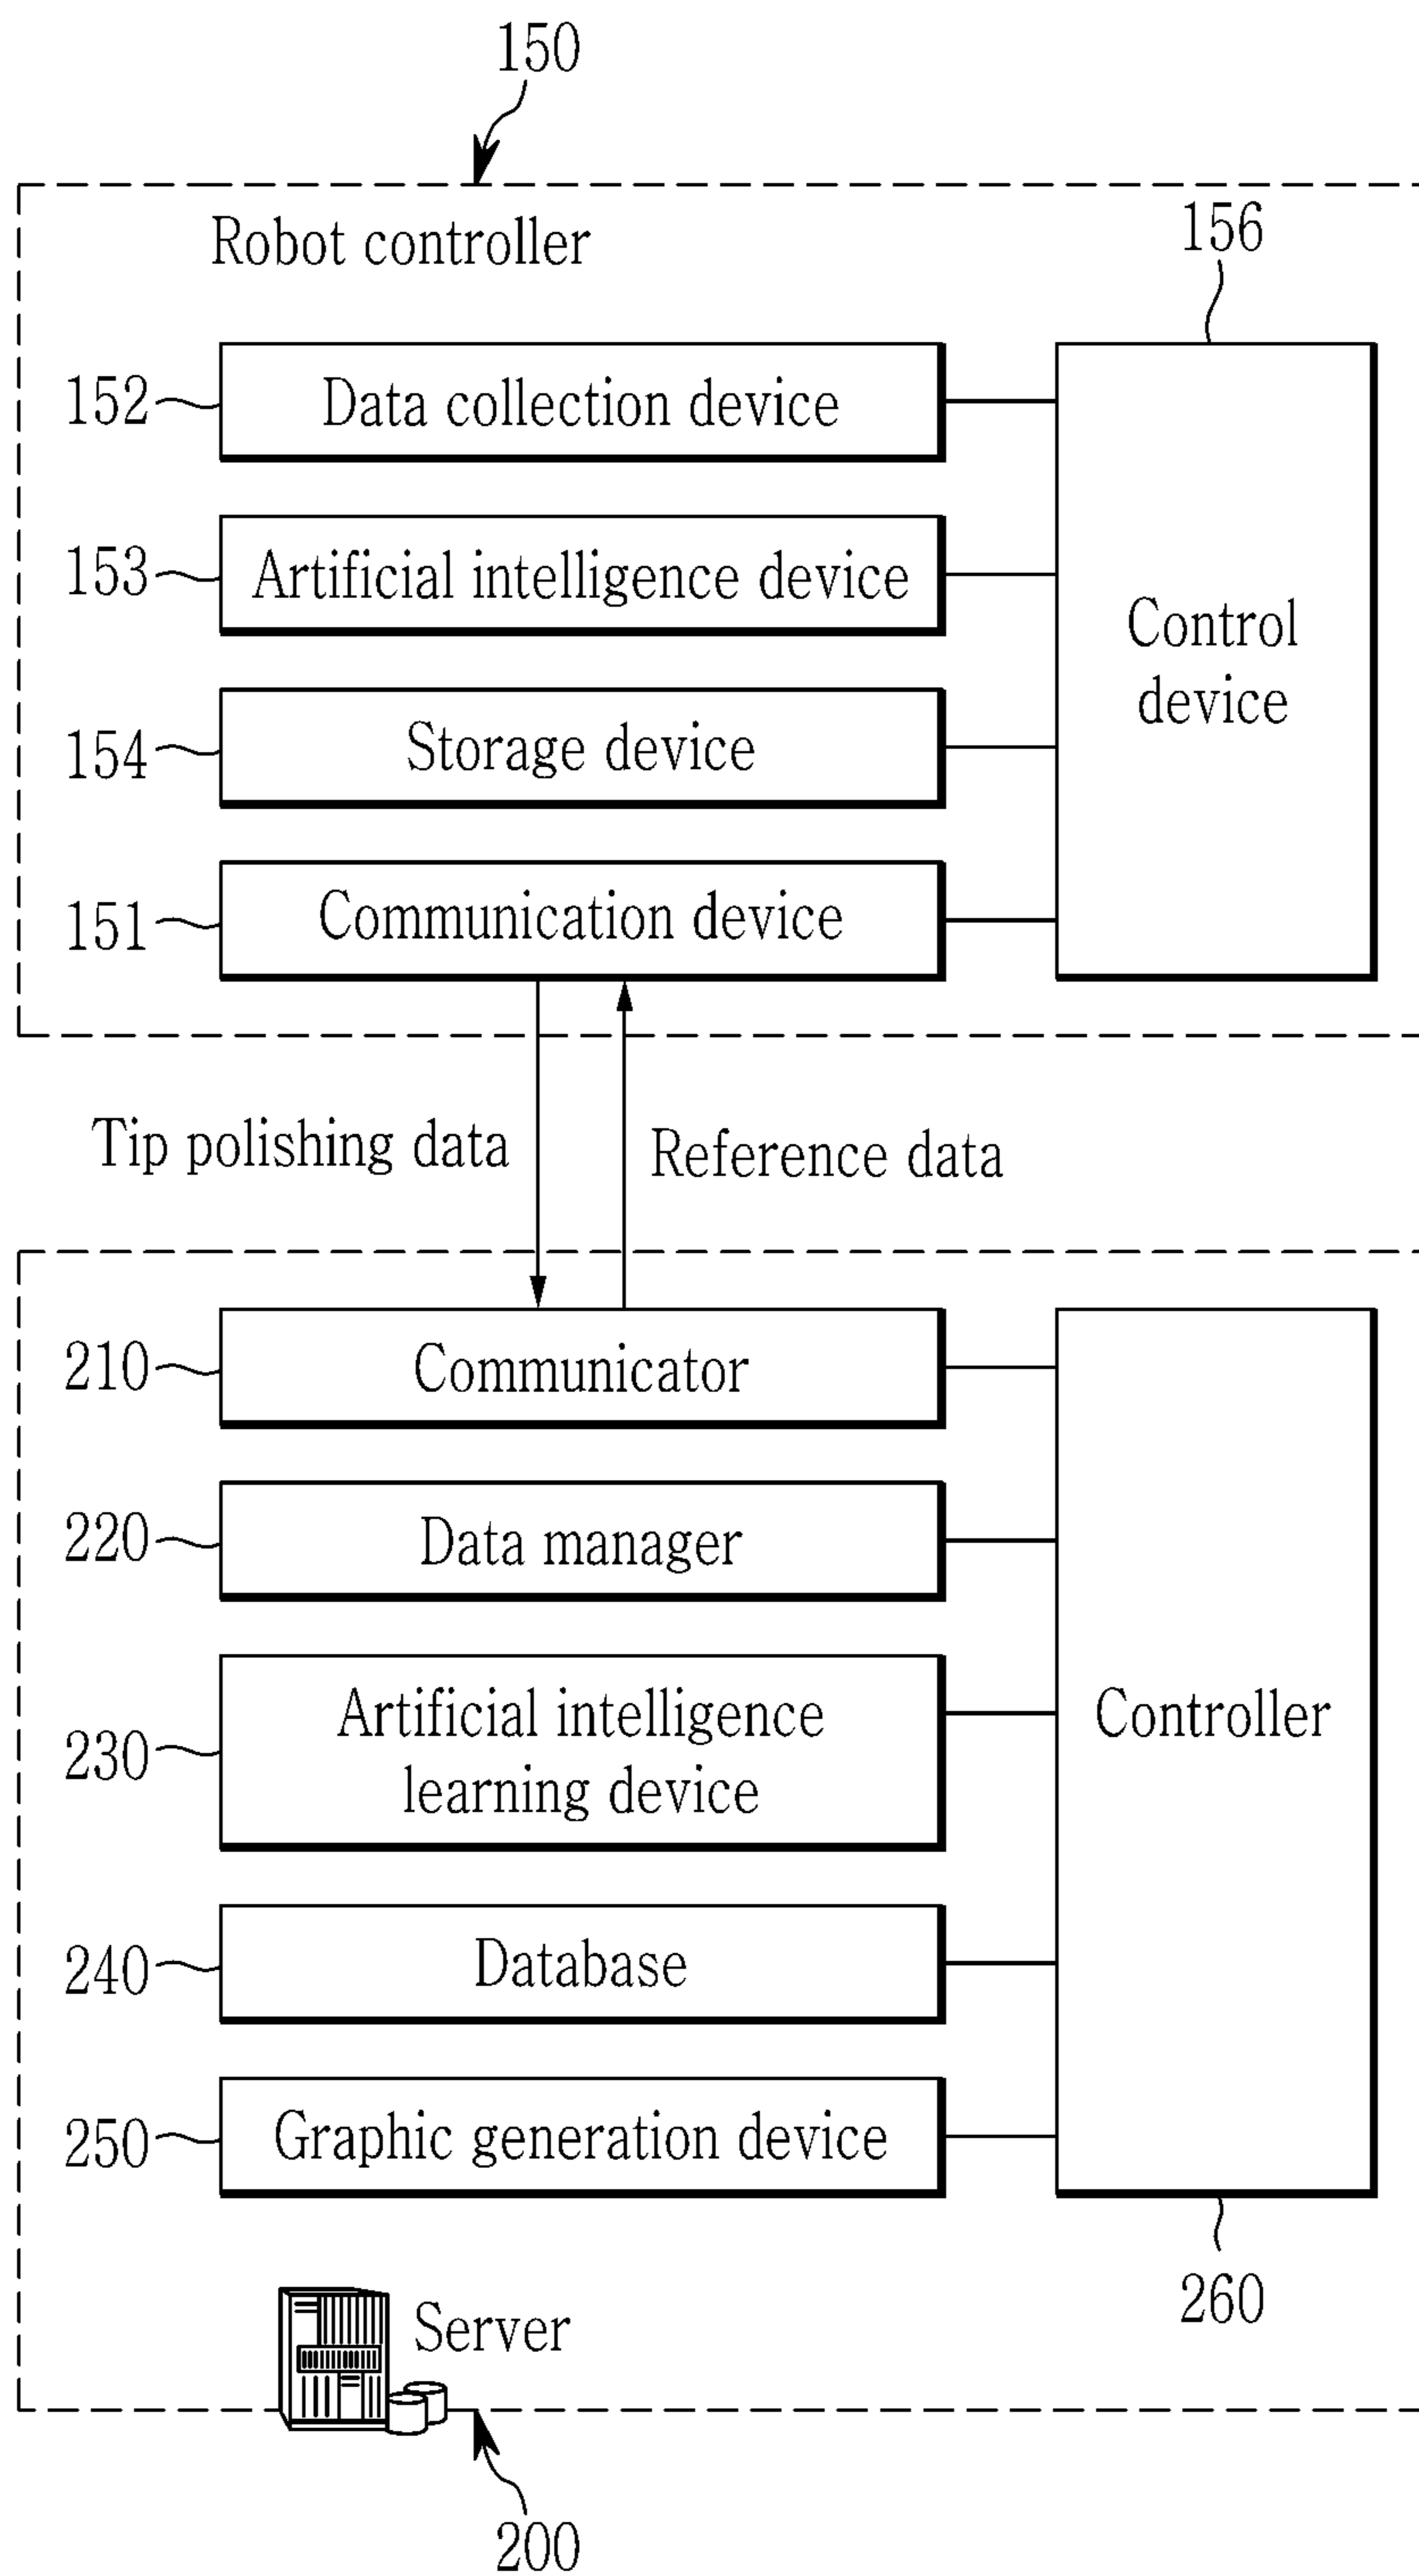 150
Robot controller
156
152
Data collection device
153
Artificial intelligence device
Control
device
154
Storage device
151
Communication device
Tip polishing data
Reference data
210
Communicator
220
Data manager
230
Artificial intelligence
learning device
Controller
240
Database
250
Graphic generation device
260
Server
200